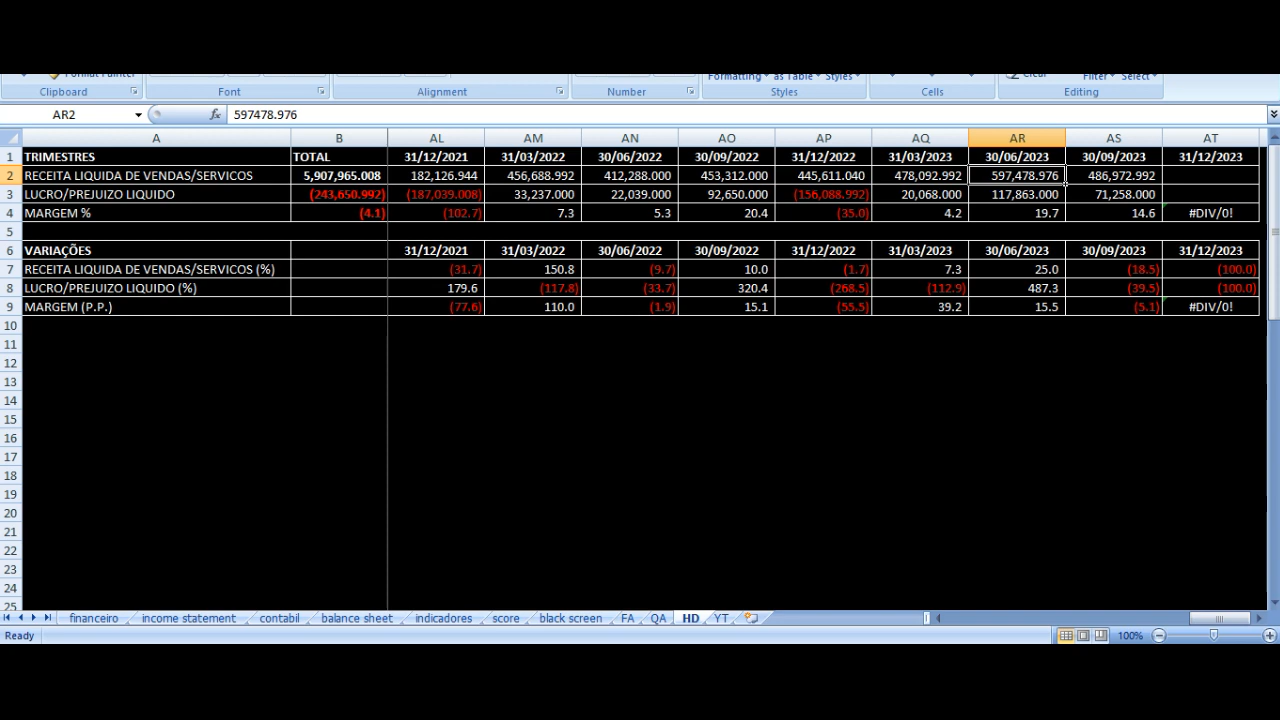 Format Painter
Formatting as Table Styles Clear Filter Select
Clipboard Font Alignment Number Styles Cells Editing
AR2 fx 597478.976
A B AL AM AN AO AP AQ AR AS AT
1 TRIMESTRES TOTAL 31/12/2021 31/03/2022 30/06/2022 30/09/2022 31/12/2022 31/03/2023 30/06/2023 30/09/2023 31/12/2023
2 RECEITA LIQUIDA DE VENDAS/SERVICOS 5,907,965.008 182,126.944 456,688.992 412,288.000 453,312.000 445,611.040 478,092.992 597,478.976 486,972.992
3 LUCRO/PREJUIZO LIQUIDO (243,650.992) (187,039.008) 33,237.000 22,039.000 92,650.000 (156,088.992) 20,068.000 117,863.000 71,258.000
4 MARGEM % (4.1) (102.7) 7.3 5.3 20.4 (35.0) 4.2 19.7 14.6 #DIV/0!
5
6 VARIAÇÕES 31/12/2021 31/03/2022 30/06/2022 30/09/2022 31/12/2022 31/03/2023 30/06/2023 30/09/2023 31/12/2023
7 RECEITA LIQUIDA DE VENDAS/SERVICOS (%) (31.7) 150.8 (9.7) 10.0 (1.7) 7.3 25.0 (18.5) (100.0)
8 LUCRO/PREJUIZO LIQUIDO (%) 179.6 (117.8) (33.7) 320.4 (268.5) (112.9) 487.3 (39.5) (100.0)
9 MARGEM (P.P.) (77.6) 110.0 (1.9) 15.1 (55.5) 39.2 15.5 (5.1) #DIV/0!
10
11
12
13
14
15
16
17
18
19
20
21
22
23
24
25
financeiro income statement contabil balance sheet indicadores score black screen FA QA HD YT
Ready 100%